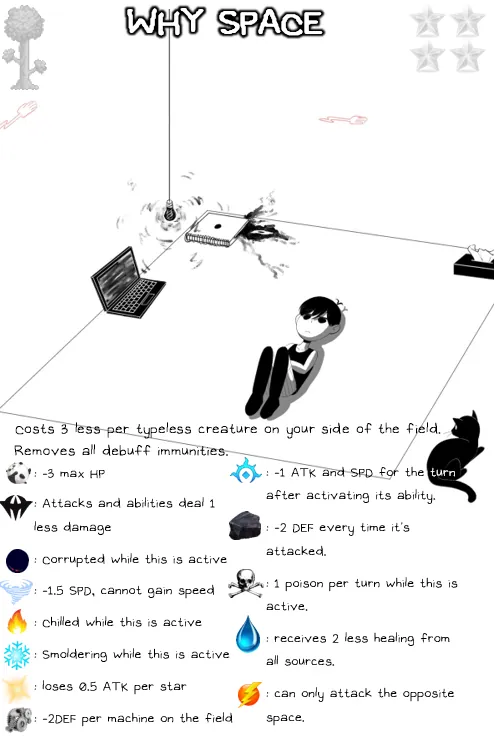 WHY SPACE
Costs 3 less per typeless creature on your side of the field.
Removes all debuff immunities.
: -3 max HP
: Attacks and abilities deal 1
less damage
: Corrupted while this is active
: -1.5 SPD, cannot gain speed
: Chilled while this is active
: Smoldering while this is active
: loses 0.5 ATK per star
: -2DEF per machine on the field
: -1 ATK and SPD for the turn
after activating its ability.
: -2 DEF every time it's
attacked.
: 1 poison per turn while this is
active.
: receives 2 less healing from
all sources.
: can only attack the opposite
space.